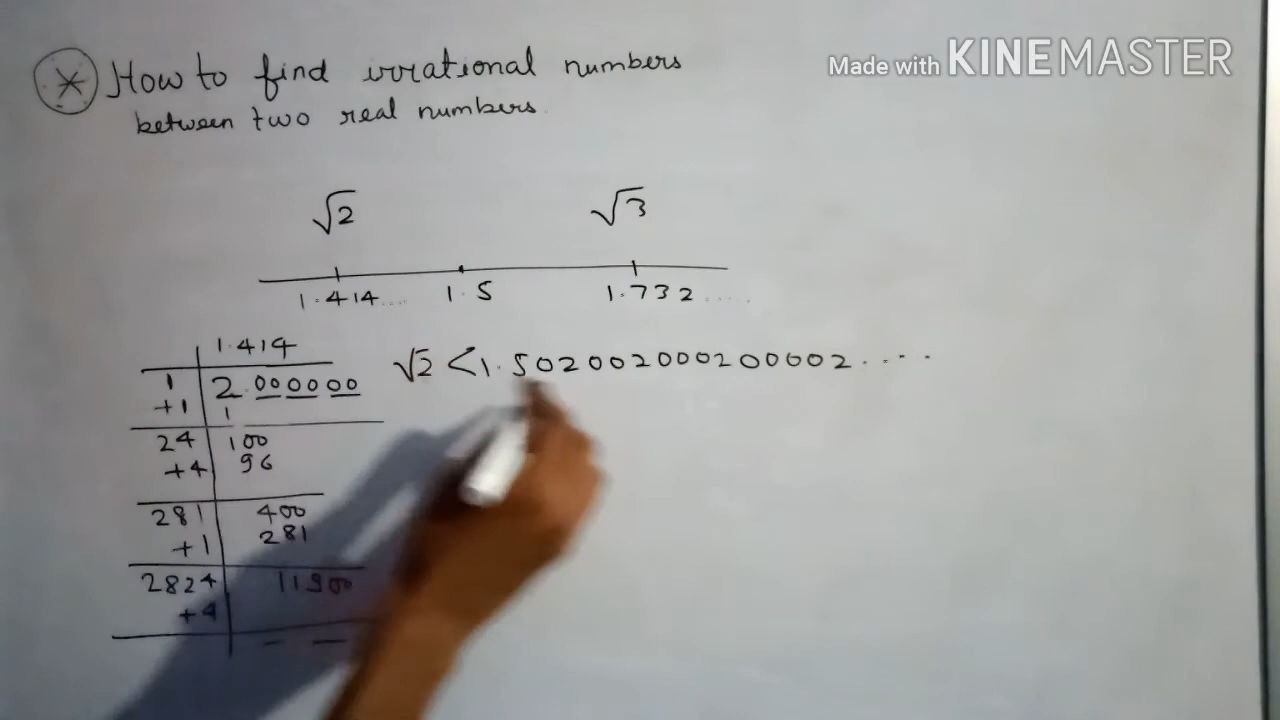 * How to find irrational numbers
between two real numbers.
Made with KINEMASTER
√2 √3
1.414... 1.5 1.732.....
1.414
1 2.000000
+1 1
24 100
+4 96
281 400
+1 281
2824 11900
+4
√2 < 1.50200200020002....